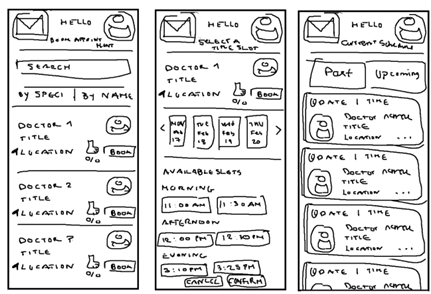 HELLO
BOOK APPOINT
MENT
SEARCH
BY SPECI
BY NAME
DOCTOR 1
TITLE
LOCATION
0/0
BOOK
DOCTOR 2
TITLE
LOCATION
0/0
BOOK
DOCTOR ?
TITLE
LOCATION
0/0
BOOK
HELLO
SELECT A
TIME SLOT
DOCTOR 1
TITLE
LOCATION
0/0
BOOK
<
MON
Feb
17
TUE
Feb
18
WED
Feb
19
THU
Feb
20
>
AVAILABLE SLOTS
MORNING
11:00 AM
11:30 AM
AFTERNOON
12:00 PM
12:30 PM
EVENING
3:10 PM
3:25 PM
CANCEL
CONFIRM
HELLO
CURRENT SCHEDULE
Past
Upcoming
DATE | TIME
DOCTOR NAME
TITLE
LOCATION ...
DATE | TIME
DOCTOR NAME
TITLE
LOCATION ...
DATE | TIME
DOCTOR NAME
TITLE
LOCATION ...